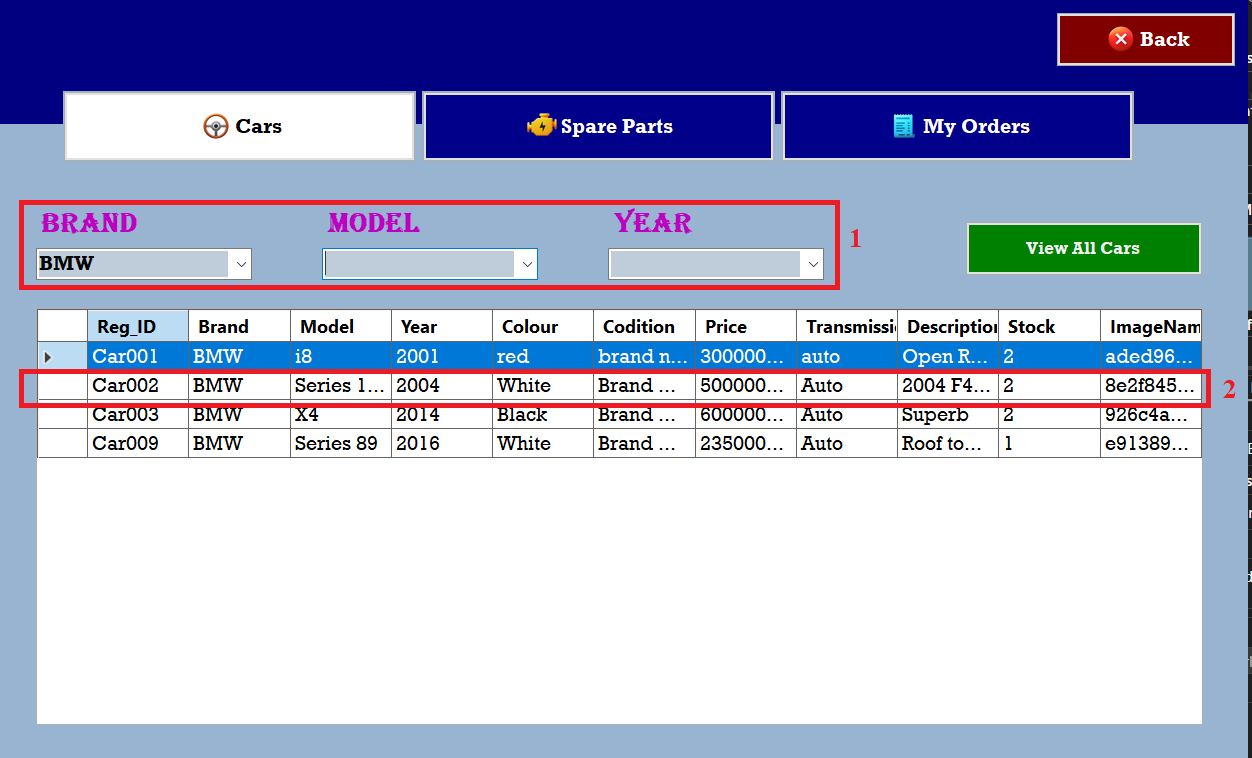 Back
Cars Spare Parts My Orders
BRAND MODEL YEAR
1
BMW
View All Cars
Reg_ID Brand Model Year Colour Codition Price Transmissi Description Stock ImageNam
Car001 BMW i8 2001 red brand n... 300000... auto Open R... 2 aded96...
Car002 BMW Series 1... 2004 White Brand ... 500000... Auto 2004 F4... 2 8e2f845...
2
Car003 BMW X4 2014 Black Brand ... 600000... Auto Superb 2 926c4a...
Car009 BMW Series 89 2016 White Brand ... 235000... Auto Roof to... 1 e91389...